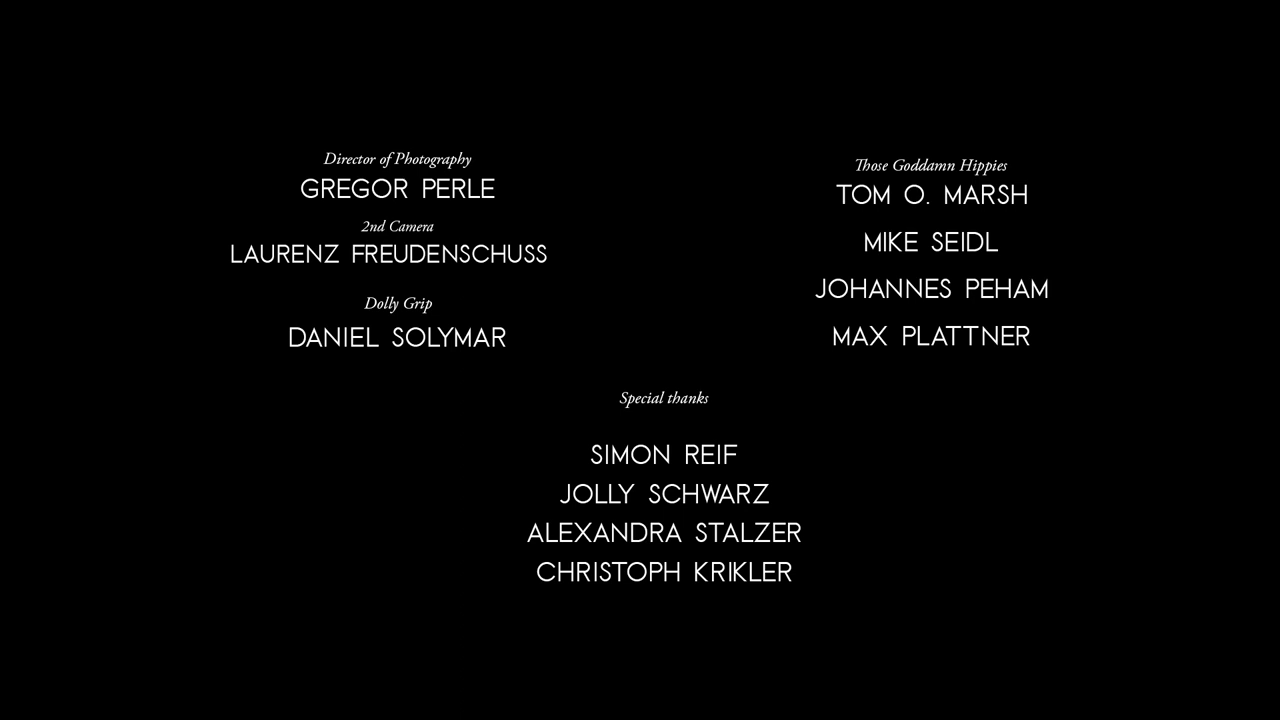 Director of Photography
GREGOR PERLE
2nd Camera
LAURENZ FREUDENSCHUSS
Dolly Grip
DANIEL SOLYMAR
Those Goddamn Hippies
TOM O. MARSH
MIKE SEIDL
JOHANNES PEHAM
MAX PLATTNER
Special thanks
SIMON REIF
JOLLY SCHWARZ
ALEXANDRA STALZER
CHRISTOPH KRIKLER